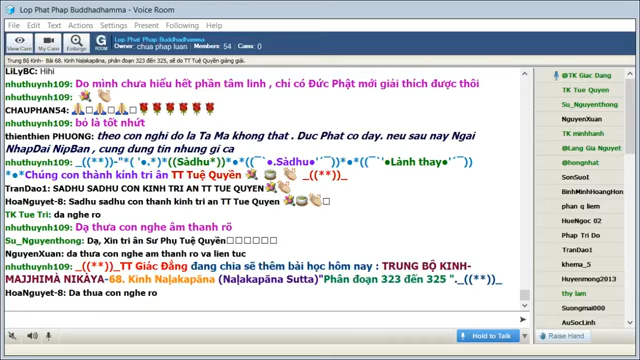 Lop Phat Phap Buddhadhamma - Voice Room
File Edit Text Actions Settings Present Following Help
View Cam My Cam Enlarge Room
Lop Phat Phap Buddhadhamma
Owner: chua phap luan Members: 54 Cams: 0
Trung Bộ Kinh- Bài 68. Kinh Naḷakapāna, phân đoạn 323 đến 325, sẽ do TT Tuệ Quyền giảng giải.
LiLyBC: Hihi
nhuthuynh109: Do mình chưa hiểu hết phần tâm linh , chỉ có Đức Phật mới giải thích được thôi
nhuthuynh109:
CHAUPHAN54:
nhuthuynh109: bỏ là tốt nhứt
thienthien PHUONG: theo con nghi do la Ta Ma khong that . Duc Phat co day. neu sau nay Ngai
NhapDai NipBan , cung dung tin nhung gi ca
nhuthuynh109: _((**))_-"*(  '•.*)•*((Sàdhu))*•★((¯`•.Sàdhu•'´¯))*•*(¯`•'•Lành thay•'´¯))
*•*Chúng con thành kính tri ân TT Tuệ Quyền _((**))_
TranDao1: SADHU SADHU CON KINH TRI AN TT TUE QUYEN
HoaNguyet-8: Sadhu sadhu con thanh kinh tri an TT TUE QUYEN
TK Tue Tri: da nghe ro
nhuthuynh109: Dạ thưa con nghe âm thanh rõ
Su_Nguyenthong: Dạ, Xin tri ân Sư Phụ Tuệ Quyền
NguyenXuan: da thưa con nghe am thanh ro va lien tuc
nhuthuynh109: _((**))_TT Giác Đẳng đang chia sẽ thêm bài học hôm nay : TRUNG BỘ KINH-
MAJJHIMA NIKÀYA-68. Kinh Naḷakapāna (Naḷakapāna Sutta)"Phân đoạn 323 đến 325 "._((**))_
HoaNguyet-8: Da thua con nghe ro
@TK Giac Dang
TK Tue Quyen
Su_Nguyenthong
NguyenXuan
TK minhhanh
@Lang Gia Nguyet
@hongnhat
SonSuo1
BinhMinhHoangHon
phan q liem
HueNgoc 02
Phap Tri Do
TranDao1
khema_5
Huyenmong2013
thy lam
Suongmai000
AuSocLinh
Hold to Talk
Raise Hand